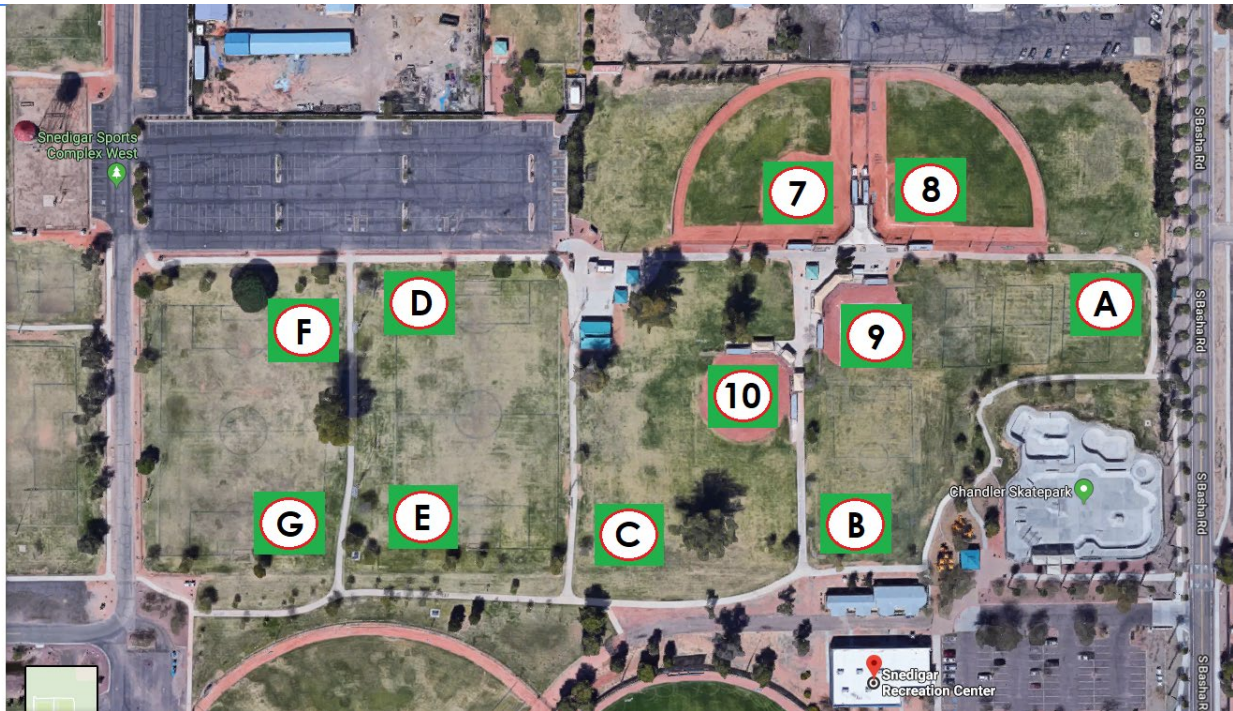 Snedigar Sports
Complex West
S Basha Rd
7
8
D
F
9
A
S Basha Rd
10
G
E
C
B
Chandler Skatepark
S Basha Rd
Snedigar
Recreation Center
S Basha R